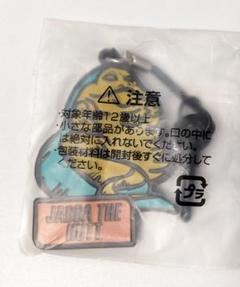 ⚠ 注意
・対象年齢12歳以上
・小さな部品があります。口の中に
は絶対に入れないでください。
・包装材料は開封後すぐに処分して
ください。
プラ
JABBA THE
HUTT